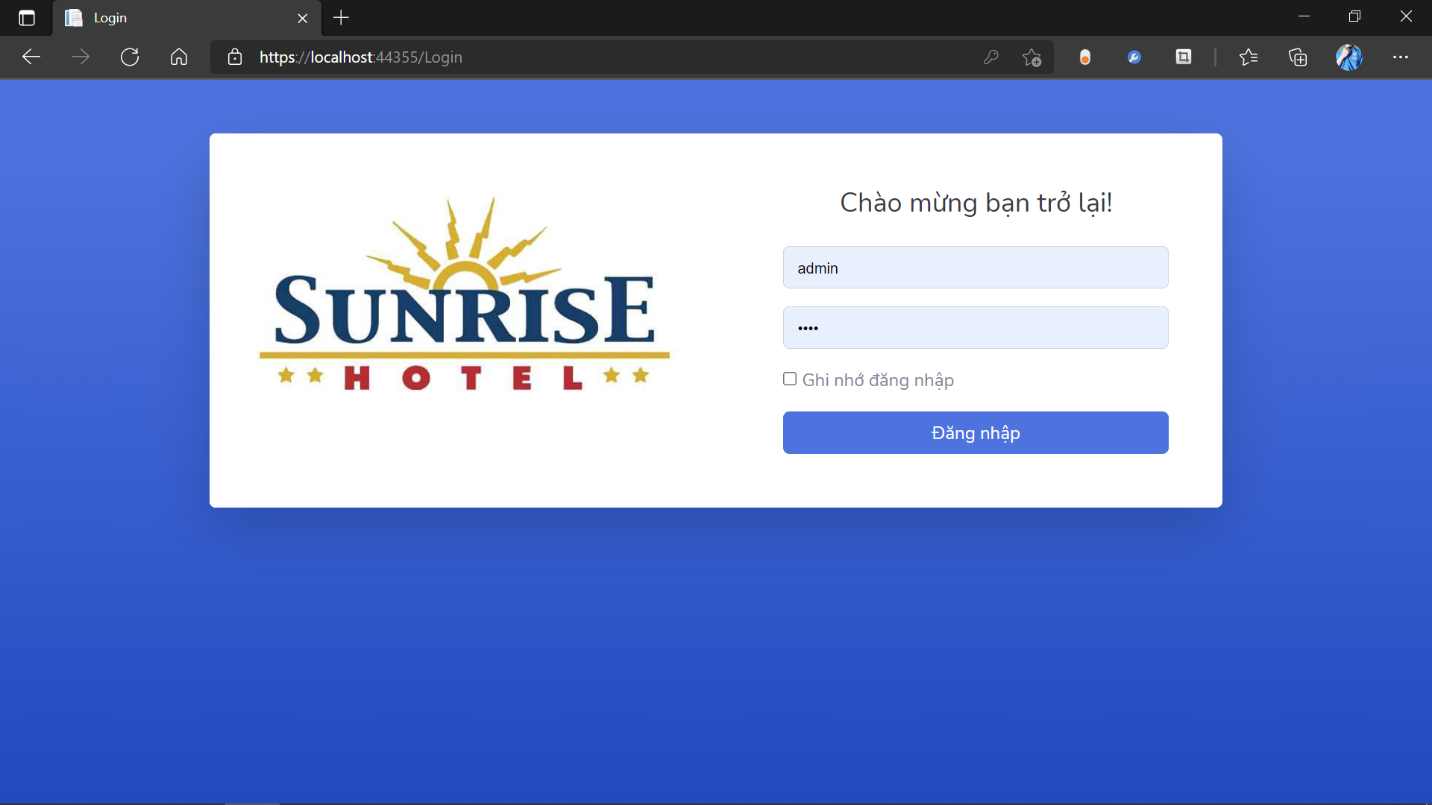 Login
https://localhost:44355/Login
SUNRISE
HOTEL
Chào mừng bạn trở lại!
admin
••••
Ghi nhớ đăng nhập
Đăng nhập